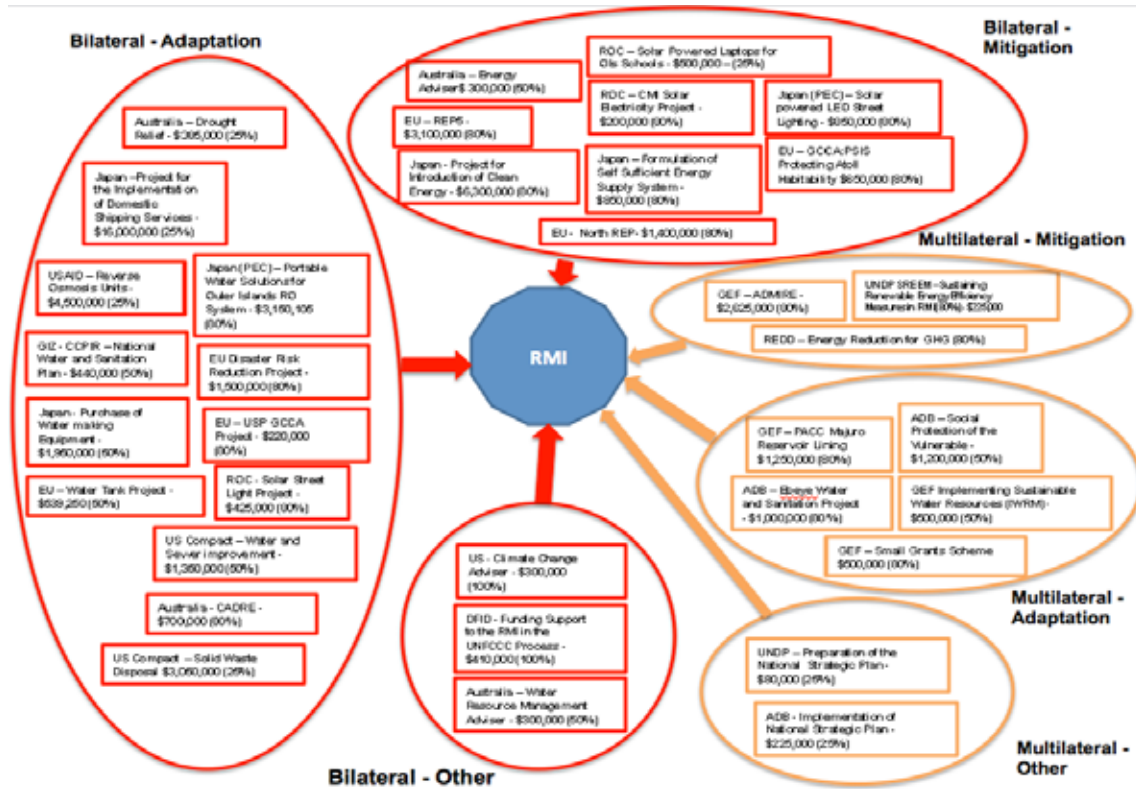 Bilateral - Adaptation
Australia – Drought
Relief - $385,000 (25%)
Japan –Project for
the Implementation
of Domestic
Shipping Services -
$16,000,000 (25%)
USAID – Reverse
Osmosis Units -
$4,500,000 (25%)
Japan (PEC) – Portable
Water Solutions for
Outer Islands RO
System - $3,150,105
(80%)
GIZ - CCPIR – National
Water and Sanitation
Plan - $440,000 (50%)
EU Disaster Risk
Reduction Project -
$1,500,000 (80%)
Japan - Purchase of
Water making
Equipment -
$1,950,000 (50%)
EU – USP GCCA
Project - $220,000
(80%)
EU – Water Tank Project -
$539,250 (50%)
ROC - Solar Street
Light Project -
$425,000 (80%)
US Compact – Water and
Sewer improvement -
$1,350,000 (50%)
Australia - CADRE -
$700,000 (80%)
US Compact – Solid Waste
Disposal $3,050,000 (25%)
Bilateral -
Mitigation
ROC – Solar Powered Laptops for
OIs Schools - $500,000 – (25%)
Australia – Energy
Adviser$ 300,000 (50%)
ROC – CMI Solar
Electricity Project -
$200,000 (80%)
Japan (PEC) – Solar
powered LED Street
Lighting - $850,000 (80%)
EU – REP5 -
$3,100,000 (80%)
Japan - Project for
Introduction of Clean
Energy - $6,300,000 (80%)
Japan – Formulation of
Self Sufficient Energy
Supply System -
$850,000 (80%)
EU – GCCA:PSIS
Protecting Atoll
Habitability $650,000 (80%)
EU - North REP- $1,400,000 (80%)
Multilateral - Mitigation
GEF – ADMIRE -
$2,625,000 (80%)
UNDP SREEM –Sustaining
Renewable Energy Efficiency
Measures in RMI(80%)- $225,000
REDD – Energy Reduction for GHG (80%)
RMI
GEF – PACC Majuro
Reservoir Lining
$1,250,000 (80%)
ADB – Social
Protection of the
Vulnerable -
$1,200,000 (50%)
ADB – Ebeye Water
and Sanitation Project
- $1,000,000 (80%)
GEF Implementing Sustainable
Water Resources (IWRM)-
$500,000 (50%)
GEF – Small Grants Scheme
$500,000 (80%)
Multilateral -
Adaptation
US - Climate Change
Adviser - $300,000
(100%)
DFID - Funding Support
to the RMI in the
UNFCCC Process -
$410,000 (100%)
Australia – Water
Resource Management
Adviser - $300,000 (50%)
Bilateral - Other
UNDP – Preparation of the
National Strategic Plan -
$80,000 (25%)
ADB - Implementation of
National Strategic Plan -
$225,000 (25%)
Multilateral -
Other